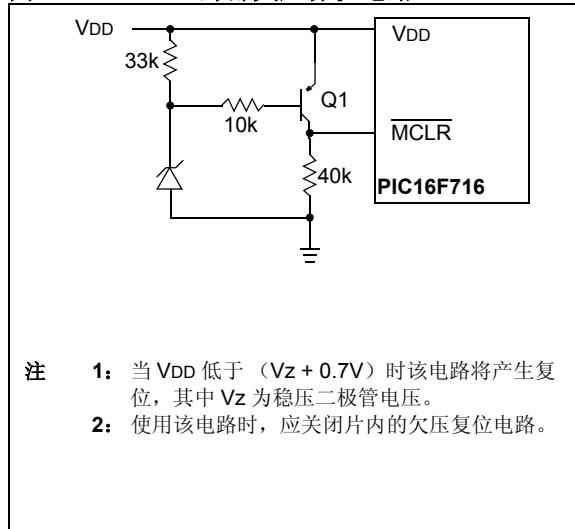 VDD
VDD
33k
Q1
10k
MCLR
40k
PIC16F716
注 1： 当 VDD 低于 （Vz + 0.7V）时该电路将产生复
位，其中 Vz 为稳压二极管电压。
2： 使用该电路时，应关闭片内的欠压复位电路。